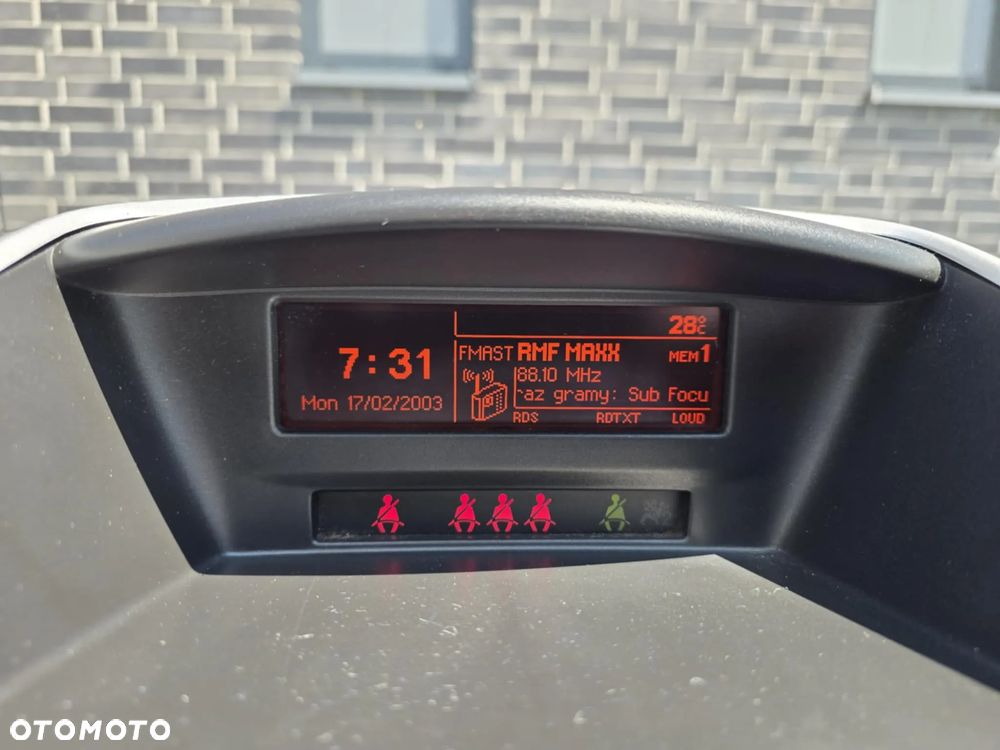 28°C
7:31
FMAST RMF MAXX MEM1
88.10 MHz
Mon 17/02/2003
az gramy: Sub Focu
RDS RDTXT LOUD
OTOMOTO